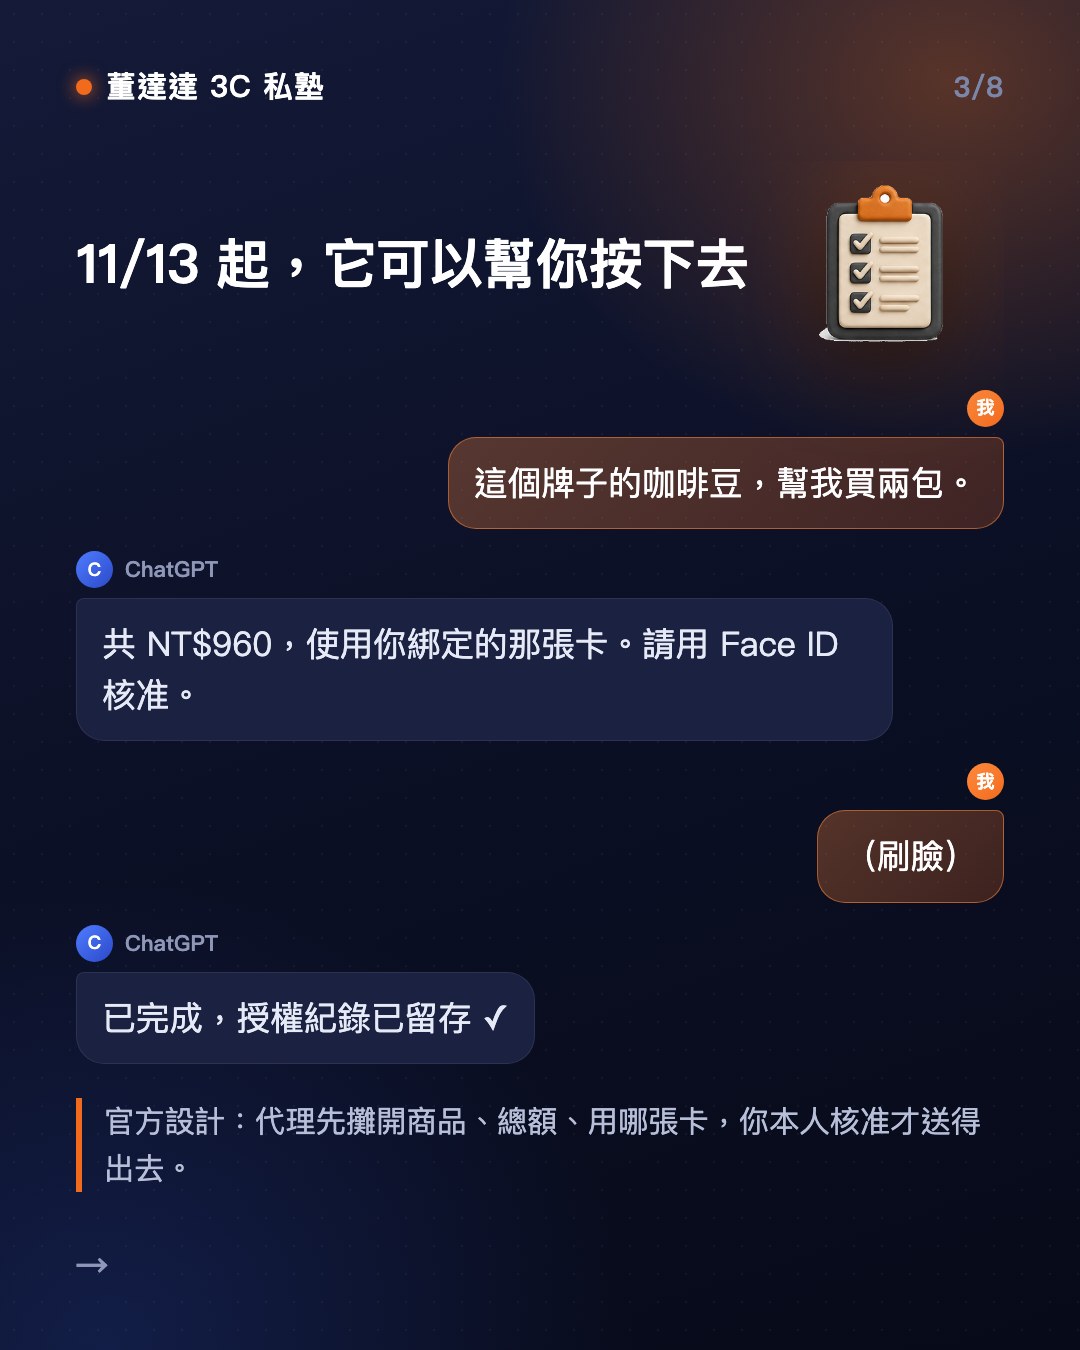 董達達 3C 私塾
3/8
11/13 起，它可以幫你按下去
我
這個牌子的咖啡豆，幫我買兩包。
C ChatGPT
共 NT$960，使用你綁定的那張卡。請用 Face ID
核准。
我
（刷臉）
C ChatGPT
已完成，授權紀錄已留存 ✓
官方設計：代理先攤開商品、總額、用哪張卡，你本人核准才送得
出去。
→